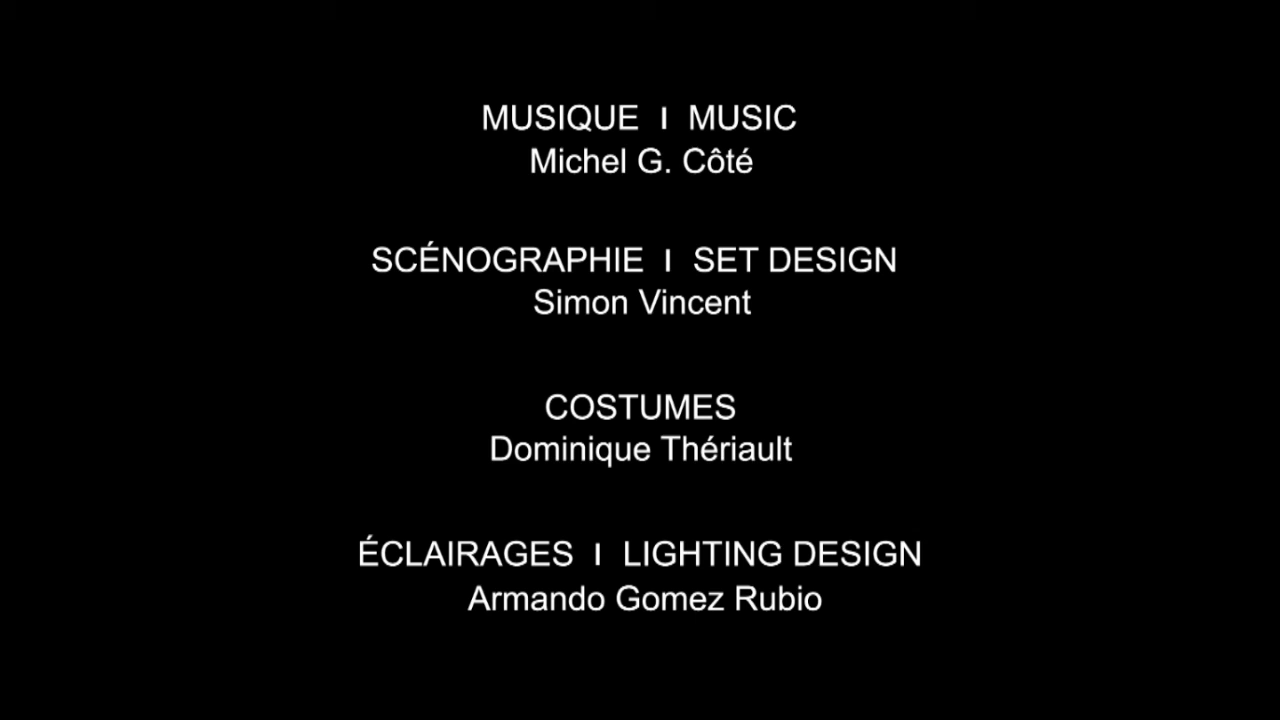 MUSIQUE I MUSIC
Michel G. Côté
SCÉNOGRAPHIE I SET DESIGN
Simon Vincent
COSTUMES
Dominique Thériault
ÉCLAIRAGES I LIGHTING DESIGN
Armando Gomez Rubio